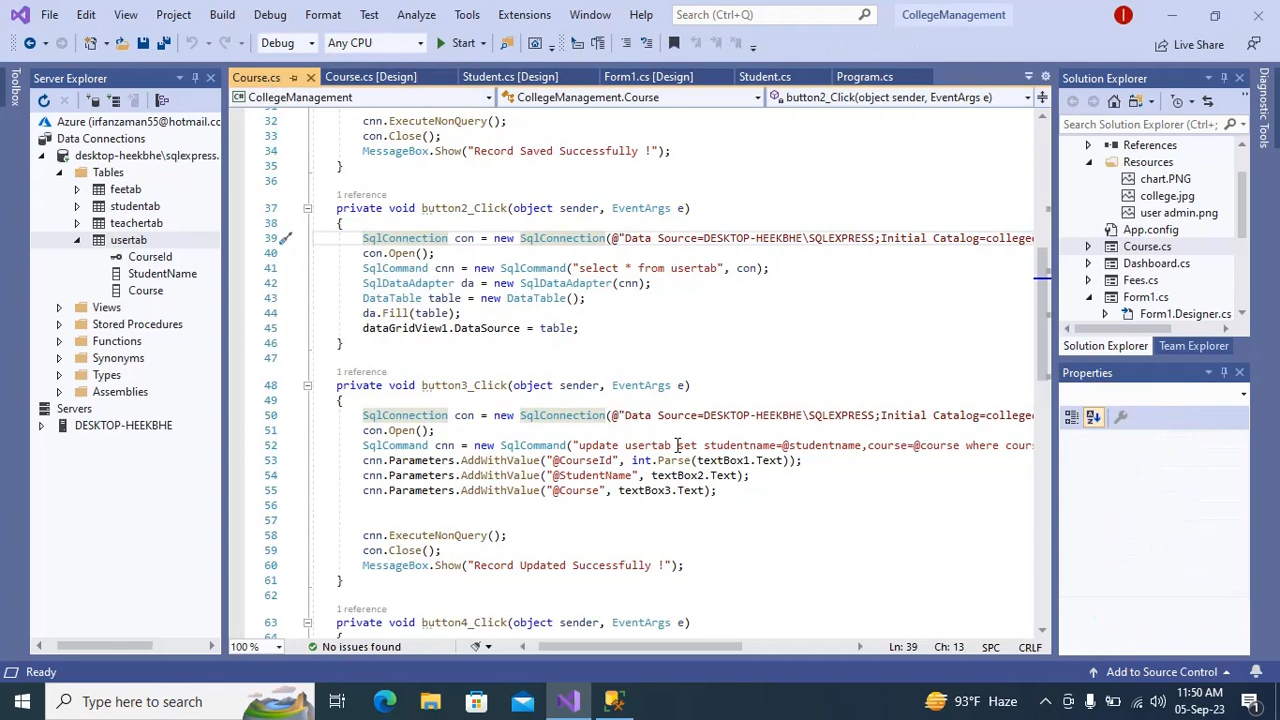 File Edit View Project Build Debug Format Test Analyze Tools Extensions Window Help Search (Ctrl+Q) CollegeManagement
Debug Any CPU Start Live Share
Toolbox
Server Explorer
Azure (irfanzaman55@hotmail.co
Data Connections
desktop-heekbhe\sqlexpress.
Tables
feetab
studentab
teachertab
usertab
CourseId
StudentName
Course
Views
Stored Procedures
Functions
Synonyms
Types
Assemblies
Servers
DESKTOP-HEEKBHE
Course.cs Course.cs [Design] Student.cs [Design] Form1.cs [Design] Student.cs Program.cs
CollegeManagement CollegeManagement.Course button2_Click(object sender, EventArgs e)
32 cnn.ExecuteNonQuery();
33 con.Close();
34 MessageBox.Show("Record Saved Successfully !");
35 }
36
1 reference
37 private void button2_Click(object sender, EventArgs e)
38 {
39 SqlConnection con = new SqlConnection(@"Data Source=DESKTOP-HEEKBHE\SQLEXPRESS;Initial Catalog=college
40 con.Open();
41 SqlCommand cnn = new SqlCommand("select * from usertab", con);
42 SqlDataAdapter da = new SqlDataAdapter(cnn);
43 DataTable table = new DataTable();
44 da.Fill(table);
45 dataGridView1.DataSource = table;
46 }
47
1 reference
48 private void button3_Click(object sender, EventArgs e)
49 {
50 SqlConnection con = new SqlConnection(@"Data Source=DESKTOP-HEEKBHE\SQLEXPRESS;Initial Catalog=college
51 con.Open();
52 SqlCommand cnn = new SqlCommand("update usertab set studentname=@studentname,course=@course where cours
53 cnn.Parameters.AddWithValue("@CourseId", int.Parse(textBox1.Text));
54 cnn.Parameters.AddWithValue("@StudentName", textBox2.Text);
55 cnn.Parameters.AddWithValue("@Course", textBox3.Text);
56
57
58 cnn.ExecuteNonQuery();
59 con.Close();
60 MessageBox.Show("Record Updated Successfully !");
61 }
62
1 reference
63 private void button4_Click(object sender, EventArgs e)
64 {
100 % No issues found Ln: 39 Ch: 13 SPC CRLF
Solution Explorer
Search Solution Explorer (Ctrl+;)
References
Resources
chart.PNG
college.jpg
user admin.png
App.config
Course.cs
Dashboard.cs
Fees.cs
Form1.cs
Form1.Designer.cs
Solution Explorer Team Explorer
Properties
Diagnostic Tools
Ready Add to Source Control
Type here to search 93°F Haze 11:50 AM
05-Sep-23
1